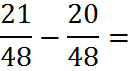 21/48 − 20/48 =